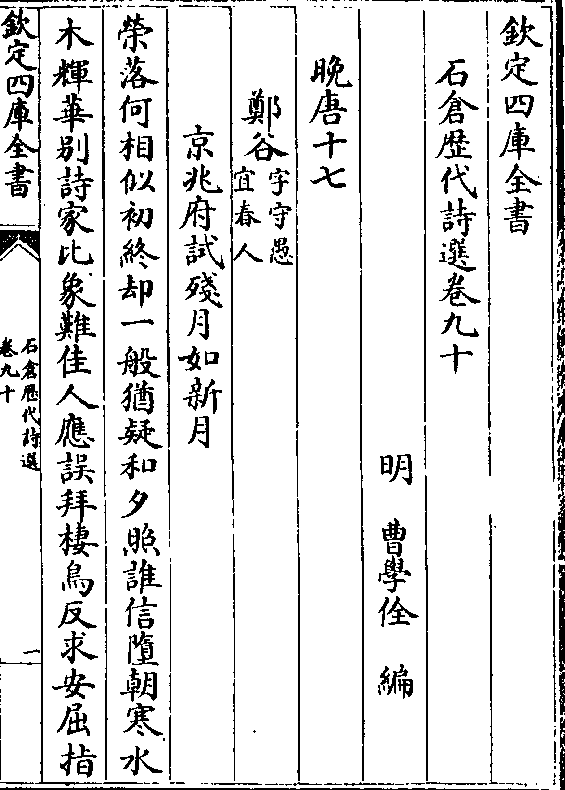 欽定四庫全書
石倉歴代詩選卷九十
明 曹學佺 編
晚唐十七
鄭谷 字守愚 宜春人
京兆府試殘月如新月
榮落何相似初終却一般猶疑和夕照誰信墮朝寒水
木輝華别詩家比象難佳人應誤拜棲鳥反求安屈指
欽定四庫全書
石倉歴代詩選
卷九十
一